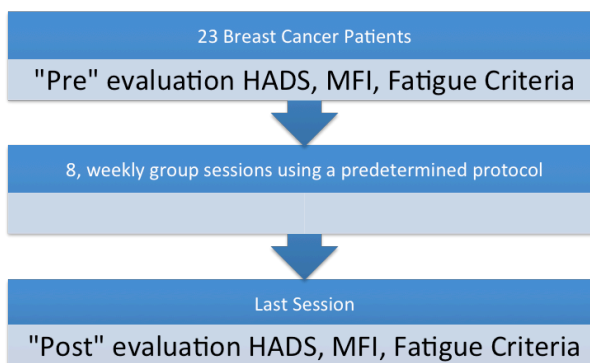 23 Breast Cancer Patients
"Pre" evaluation HADS, MFI, Fatigue Criteria
8, weekly group sessions using a predetermined protocol
Last Session
"Post" evaluation HADS, MFI, Fatigue Criteria